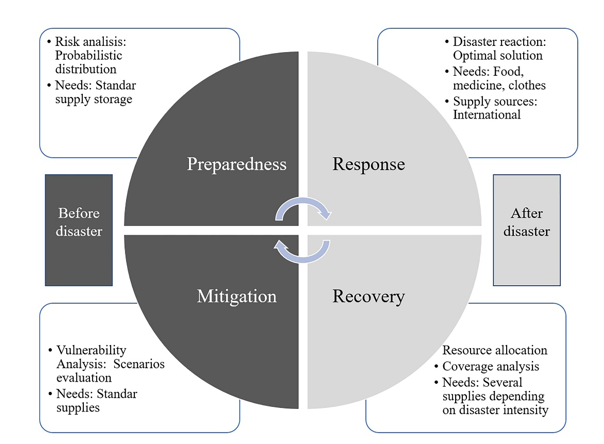 • Risk analisis:
Probabilistic
distribution
• Needs: Standar
supply storage
• Disaster reaction:
Optimal solution
• Needs: Food,
medicine, clothes
• Supply sources:
International
Preparedness
Response
Before
disaster
After
disaster
Mitigation
Recovery
• Vulnerability
Analysis: Scenarios
evaluation
• Needs: Standar
supplies
Resource allocation
• Coverage analysis
• Needs: Several
supplies depending
on disaster intensity